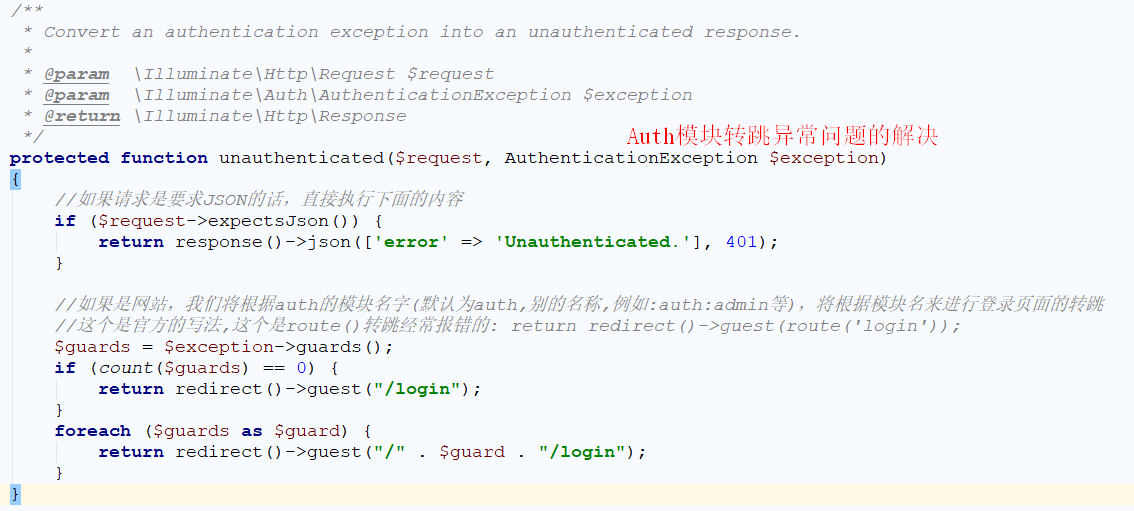 /**
 * Convert an authentication exception into an unauthenticated response.
 *
 * @param  \Illuminate\Http\Request $request
 * @param  \Illuminate\Auth\AuthenticationException $exception
 * @return \Illuminate\Http\Response
 */
Auth模块转跳异常问题的解决
protected function unauthenticated($request, AuthenticationException $exception)
{
    //如果请求是要求JSON的话，直接执行下面的内容
    if ($request->expectsJson()) {
        return response()->json(['error' => 'Unauthenticated.'], 401);
    }
    //如果是网站，我们将根据auth的模块名字(默认为auth,别的名称,例如:auth:admin等)，将根据模块名来进行登录页面的转跳
    //这个是官方的写法,这个是route()转跳经常报错的: return redirect()->guest(route('login'));
    $guards = $exception->guards();
    if (count($guards) == 0) {
        return redirect()->guest("/login");
    }
    foreach ($guards as $guard) {
        return redirect()->guest("/" . $guard . "/login");
    }
}